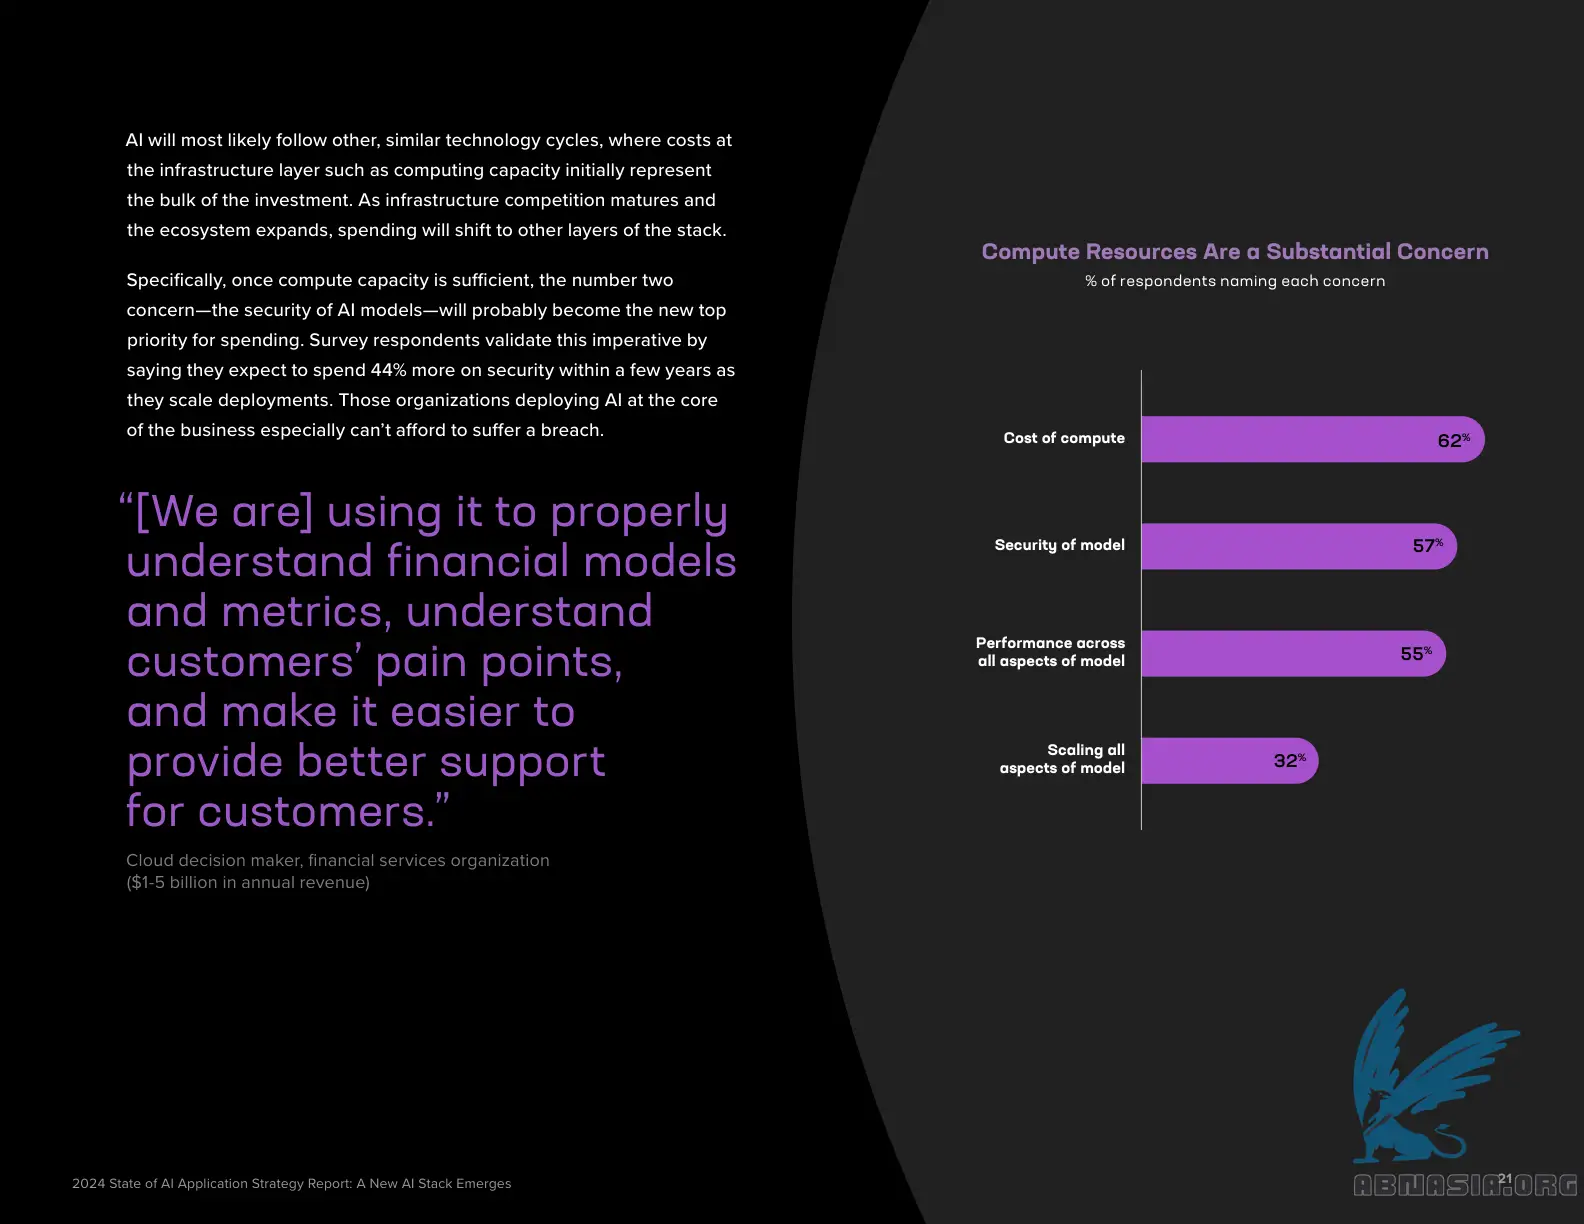 AI will most likely follow other, similar technology cycles, where costs at
the infrastructure layer such as computing capacity initially represent
the bulk of the investment. As infrastructure competition matures and
the ecosystem expands, spending will shift to other layers of the stack.
Specifically, once compute capacity is sufficient, the number two
concern—the security of AI models—will probably become the new top
priority for spending. Survey respondents validate this imperative by
saying they expect to spend 44% more on security within a few years as
they scale deployments. Those organizations deploying AI at the core
of the business especially can’t afford to suffer a breach.
“[We are] using it to properly
understand financial models
and metrics, understand
customers’ pain points,
and make it easier to
provide better support
for customers.”
Cloud decision maker, financial services organization
($1-5 billion in annual revenue)
Compute Resources Are a Substantial Concern
% of respondents naming each concern
Cost of compute
62%
Security of model
57%
Performance across
all aspects of model
55%
Scaling all
aspects of model
32%
2024 State of AI Application Strategy Report: A New AI Stack Emerges
21
ABNASIA.ORG